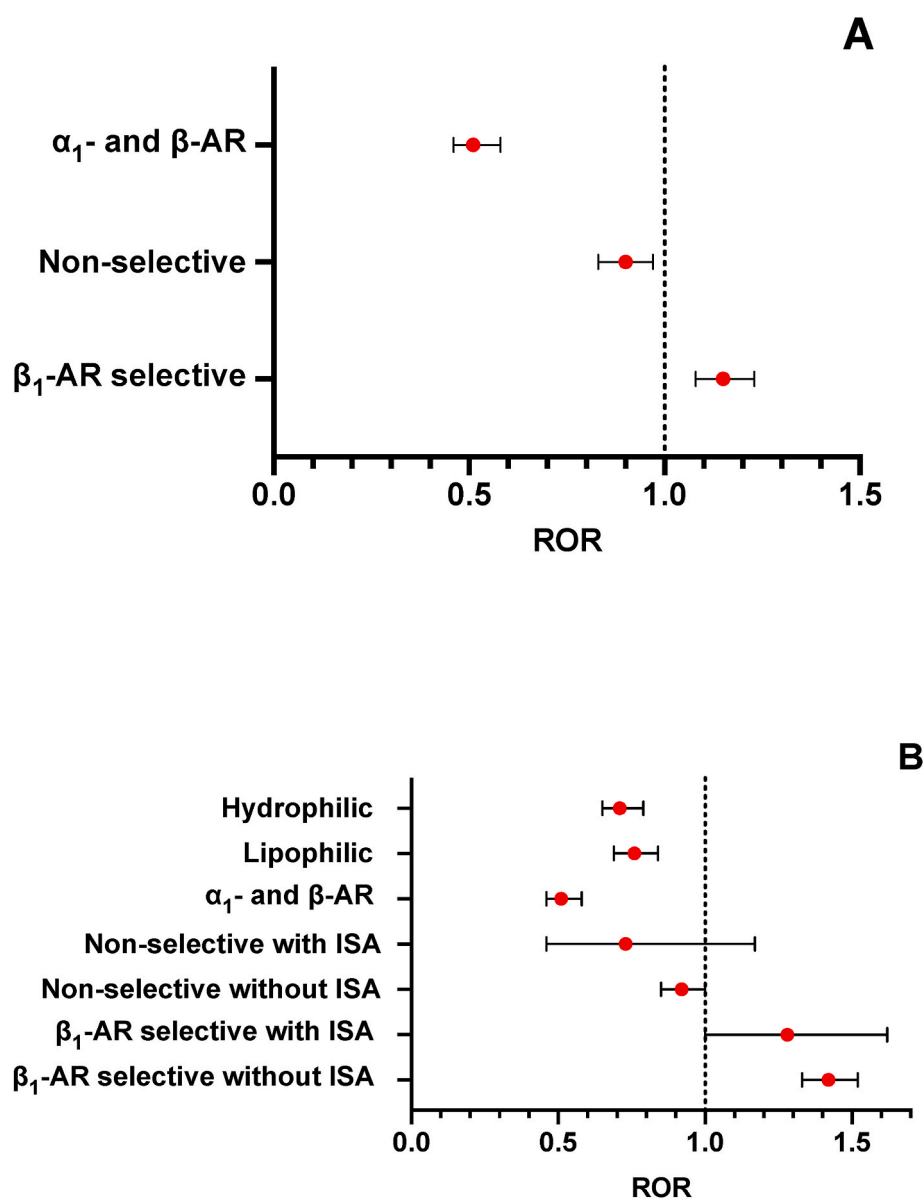 A
α₁- and β-AR
Non-selective
β₁-AR selective
0.0 0.5 1.0 1.5
ROR
B
Hydrophilic
Lipophilic
α₁- and β-AR
Non-selective with ISA
Non-selective without ISA
β₁-AR selective with ISA
β₁-AR selective without ISA
0.0 0.5 1.0 1.5
ROR